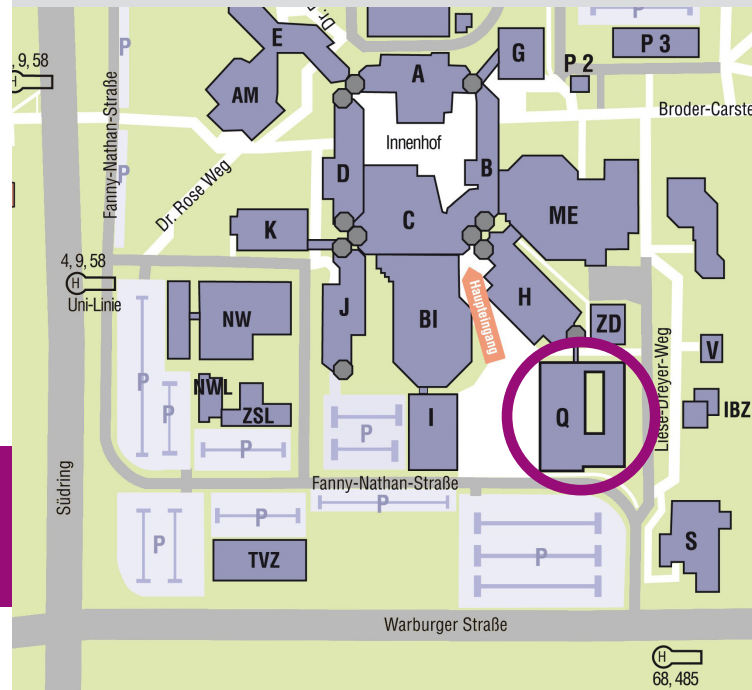 E
Dr.
P
A
G
P 3
P
P 2
, 9, 58
H
AM
Fanny-Nathan-Straße
Broder-Carste
Innenhof
P
D
B
Dr. Rose Weg
C
ME
K
4, 9, 58
H
Uni-Linie
Haupteingang
H
NW
J
BI
ZD
V
P
P
NWL
ZSL
Liese-Dreyer-Weg
IBZ
I
Q
P
P
Fanny-Nathan-Straße
Südring
P
P
P
S
P
TVZ
Warburger Straße
H
68, 485